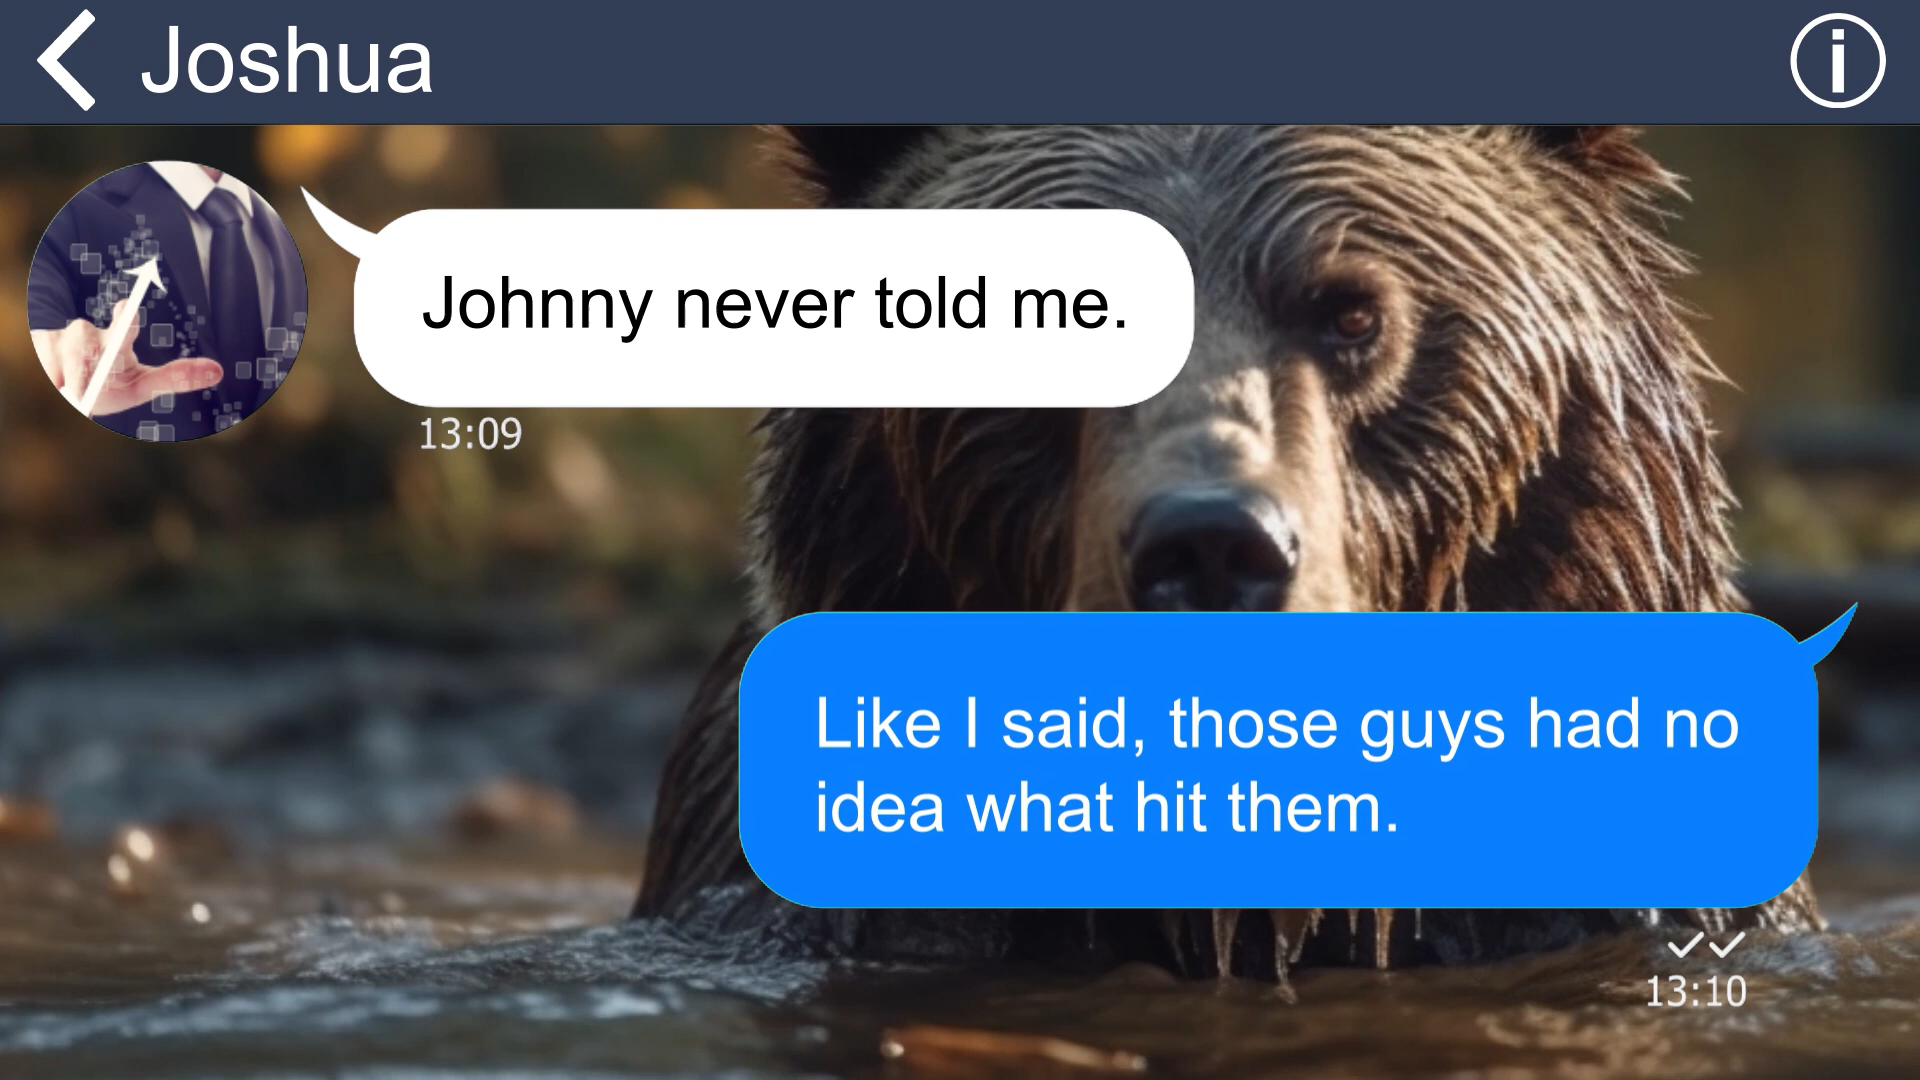 Joshua
Johnny never told me.
13:09
Like I said, those guys had no
idea what hit them.
13:10